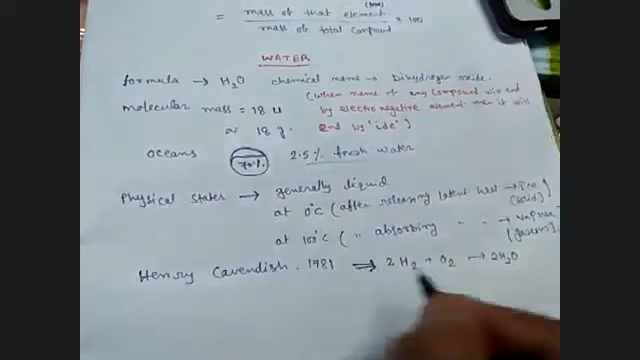 = mass of that element × 100
mass of total compound
WATER
formula → H2O chemical name → Dihydrogen oxide.
molecular mass = 18 u (when name of any compound will end
or 18 g. by electronegative element then it will
end by 'ide')
oceans 70% 2.5% fresh water
Physical states → generally liquid
at 0°C (after releasing latent heat → Ice
(solid)
at 100°C ( " absorbing " " → vapour
(gaseous)
Henry Cavendish. 1781 ⇒ 2H2 + O2 → 2H2O